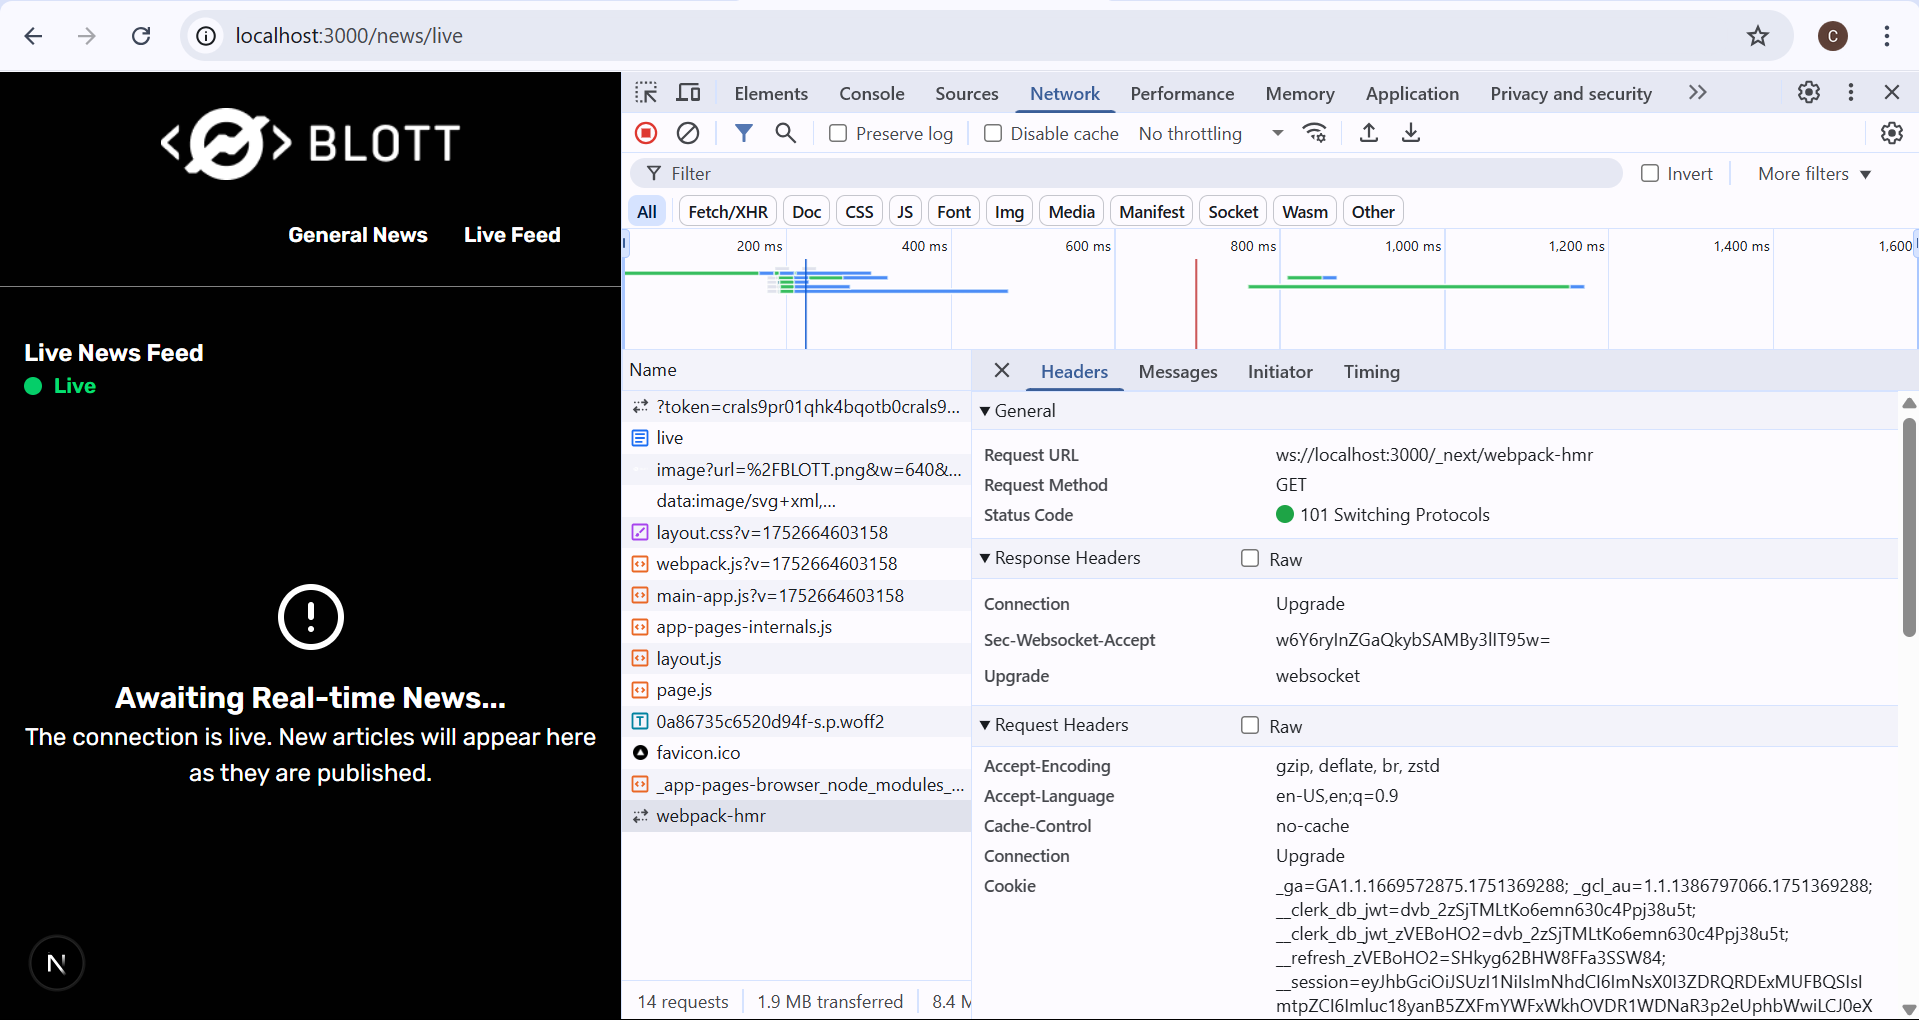 localhost:3000/news/live
C
BLOTT
General News Live Feed
Live News Feed
Live
Awaiting Real-time News...
The connection is live. New articles will appear here
as they are published.
N
Elements Console Sources Network Performance Memory Application Privacy and security
Preserve log Disable cache No throttling
Filter Invert More filters
All Fetch/XHR Doc CSS JS Font Img Media Manifest Socket Wasm Other
200 ms 400 ms 600 ms 800 ms 1,000 ms 1,200 ms 1,400 ms 1,600
Name
?token=crals9pr01qhk4bqotb0crals9...
live
image?url=%2FBLOTT.png&w=640&...
data:image/svg+xml,...
layout.css?v=1752664603158
webpack.js?v=1752664603158
main-app.js?v=1752664603158
app-pages-internals.js
layout.js
page.js
0a86735c6520d94f-s.p.woff2
favicon.ico
_app-pages-browser_node_modules_...
webpack-hmr
14 requests 1.9 MB transferred 8.4 M
Headers Messages Initiator Timing
General
Request URL ws://localhost:3000/_next/webpack-hmr
Request Method GET
Status Code 101 Switching Protocols
Response Headers Raw
Connection Upgrade
Sec-Websocket-Accept w6Y6ryInZGaQkybSAMBy3lIT95w=
Upgrade websocket
Request Headers Raw
Accept-Encoding gzip, deflate, br, zstd
Accept-Language en-US,en;q=0.9
Cache-Control no-cache
Connection Upgrade
Cookie _ga=GA1.1.1669572875.1751369288; _gcl_au=1.1.1386797066.1751369288;
__clerk_db_jwt=dvb_2zSjTMLtKo6emn630c4Ppj38u5t;
__clerk_db_jwt_zVEBoHO2=dvb_2zSjTMLtKo6emn630c4Ppj38u5t;
__refresh_zVEBoHO2=SHkyg62BHW8FFa3SSW84;
__session=eyJhbGciOiJSUzI1NiIsImNhdCI6ImNsX0I3ZDRQRDExMUFBQSIsI
mtpZCI6Imluc18yanB5ZXFmYWFxWkhOVDR1WDNaR3p2eUphbWwiLCJ0eX